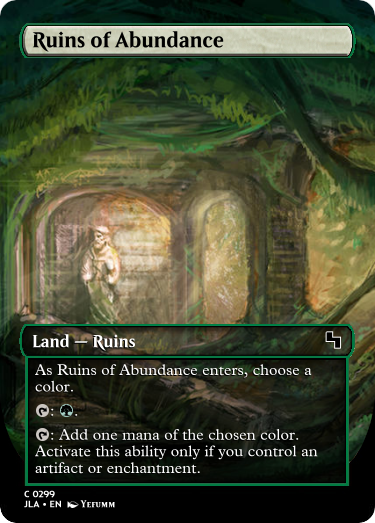 Ruins of Abundance
Land — Ruins
As Ruins of Abundance enters, choose a
color.
: .
: Add one mana of the chosen color.
Activate this ability only if you control an
artifact or enchantment.
C 0299
JLA • EN Yefumm